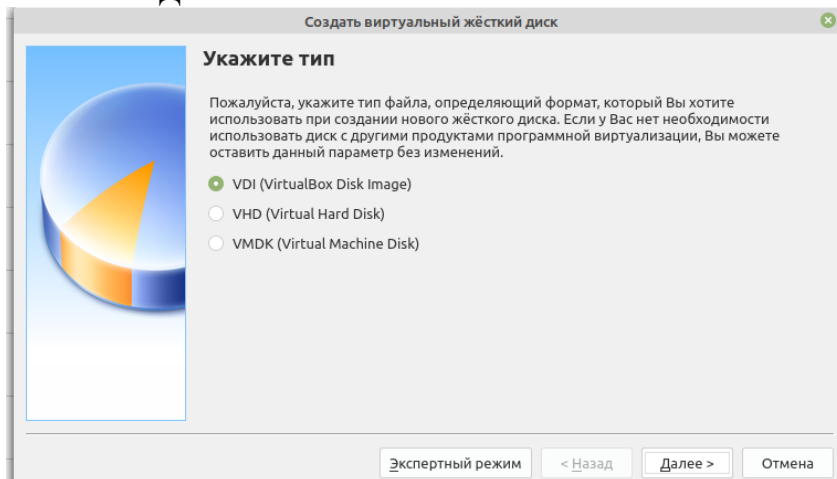 Создать виртуальный жёсткий диск
Укажите тип
Пожалуйста, укажите тип файла, определяющий формат, который Вы хотите
использовать при создании нового жёсткого диска. Если у Вас нет необходимости
использовать диск с другими продуктами программной виртуализации, Вы можете
оставить данный параметр без изменений.
VDI (VirtualBox Disk Image)
VHD (Virtual Hard Disk)
VMDK (Virtual Machine Disk)
Экспертный режим
< Назад
Далее >
Отмена